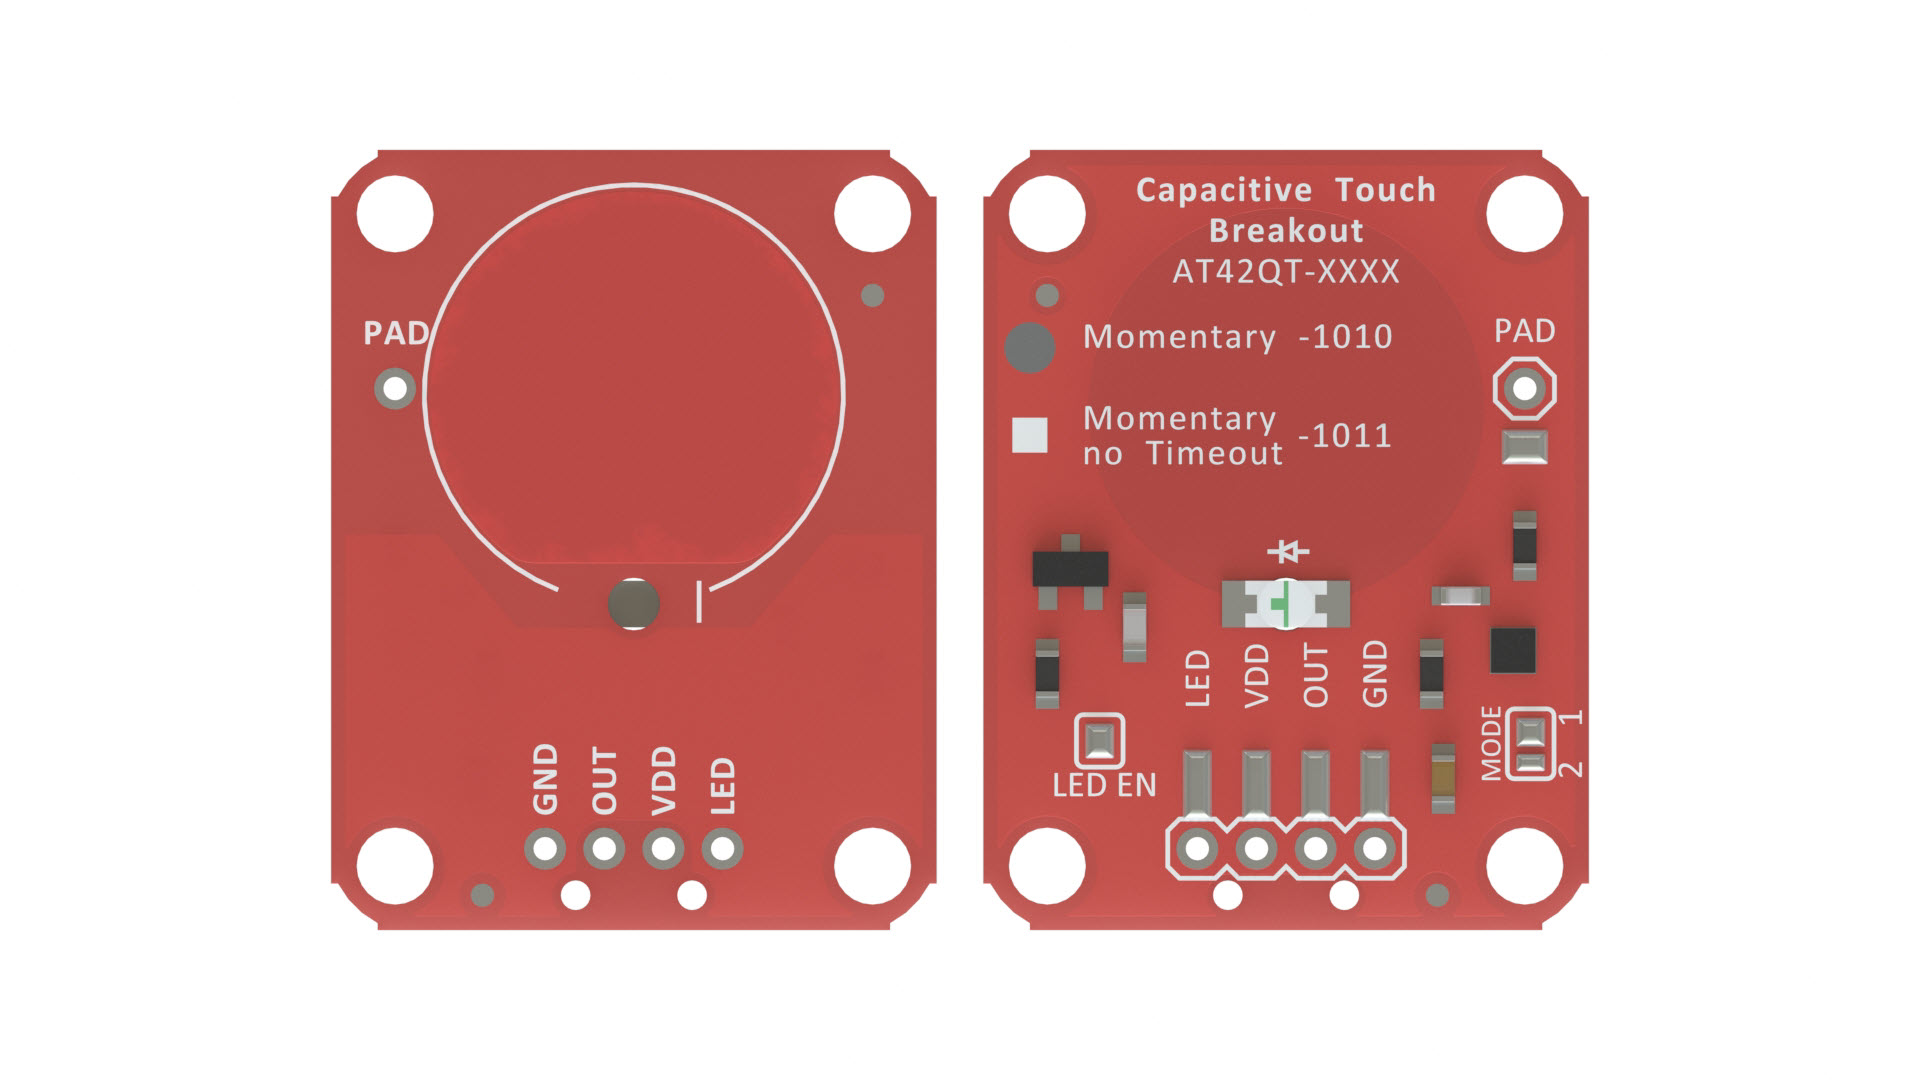 PAD
GND
OUT
VDD
LED
Capacitive Touch
Breakout
AT42QT-XXXX
Momentary -1010
Momentary
no Timeout -1011
PAD
LED
VDD
OUT
GND
LED EN
MODE
1
2